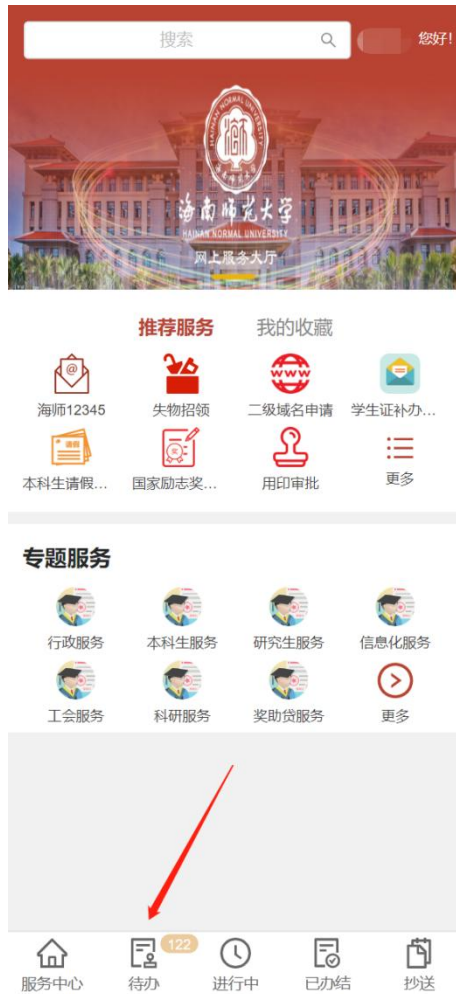 搜索
您好!
HAINAN NORMAL UNIVERSITY
海南师范大学
HAINAN NORMAL UNIVERSITY
网上服务大厅
推荐服务 我的收藏
@ www
海师12345 失物招领 二级域名申请 学生证补办...
请假
本科生请假... 国家励志奖... 用印审批 更多
专题服务
行政服务 本科生服务 研究生服务 信息化服务
工会服务 科研服务 奖助贷服务 更多
122
服务中心 待办 进行中 已办结 抄送